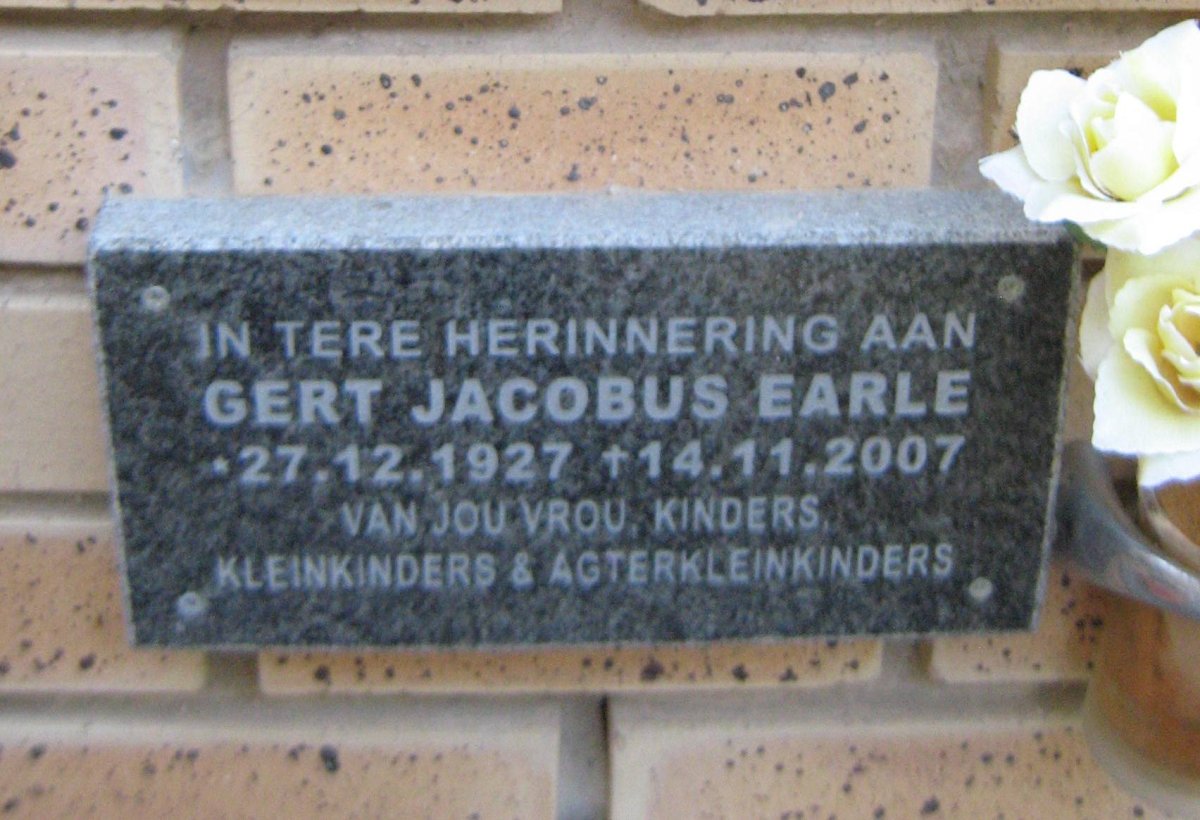 IN TERE HERINNERING AAN
GERT JACOBUS EARLE
*27.12.1927 †14.11.2007
VAN JOU VROU, KINDERS,
KLEINKINDERS & AGTERKLEINKINDERS